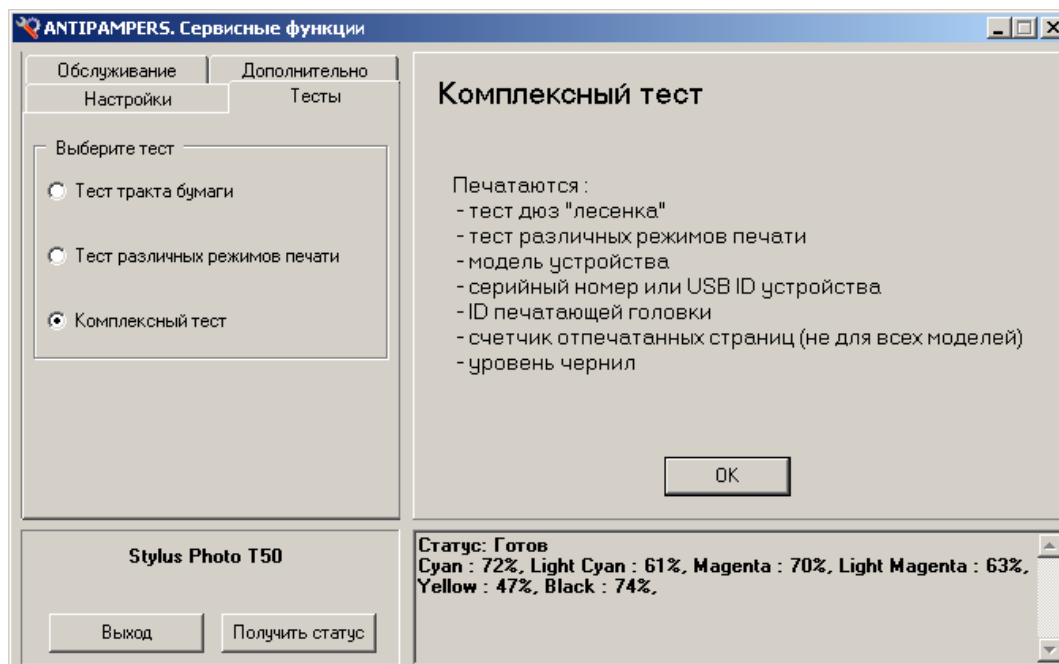 ANTIPAMPERS. Сервисные функции
Обслуживание
Дополнительно
Настройки
Тесты
Выберите тест
Тест тракта бумаги
Тест различных режимов печати
Комплексный тест
Комплексный тест
Печатаются :
- тест дюз "лесенка"
- тест различных режимов печати
- модель устройства
- серийный номер или USB ID устройства
- ID печатающей головки
- счетчик отпечатанных страниц (не для всех моделей)
- уровень чернил
OK
Stylus Photo T50
Выход
Получить статус
Статус: Готов
Cyan : 72%, Light Cyan : 61%, Magenta : 70%, Light Magenta : 63%,
Yellow : 47%, Black : 74%,